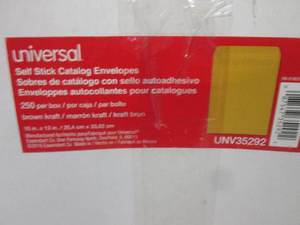 universal
Self Stick Catalog Envelopes
Sobres de catálogo con sello autoadhesivo
Enveloppes autocollantes pour catalogues
250 per box / por caja / par boîte
brown kraft / marrón kraft / kraft brun
UNV35292